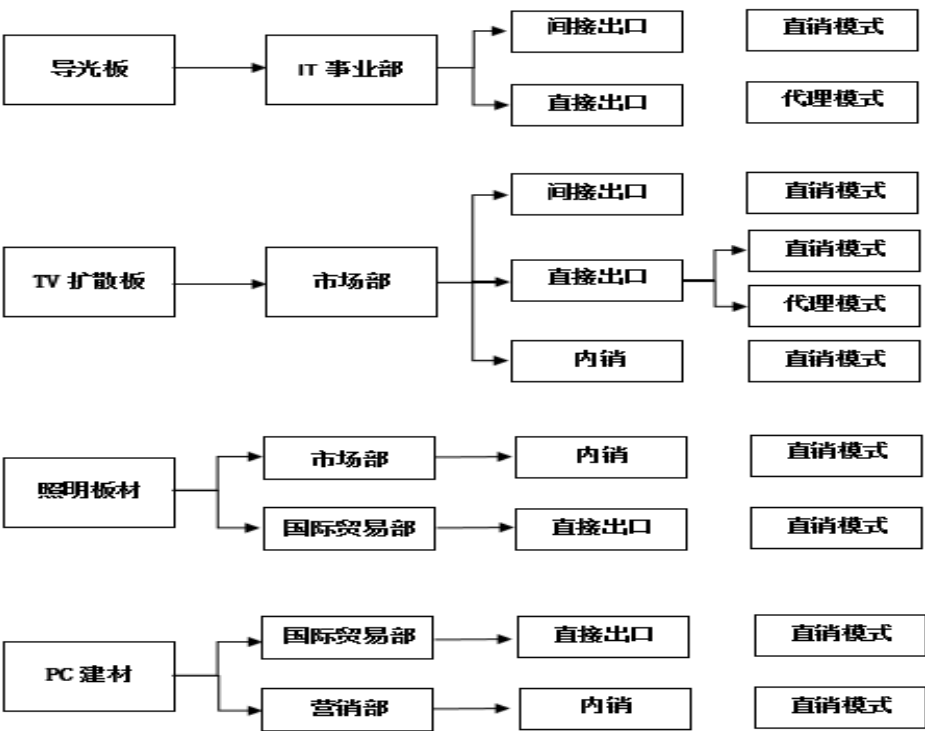 间接出口 直销模式
导光板 IT 事业部
直接出口 代理模式
间接出口 直销模式
直销模式
TV 扩散板 市场部 直接出口
代理模式
内销 直销模式
市场部 内销 直销模式
照明板材
国际贸易部 直接出口 直销模式
国际贸易部 直接出口 直销模式
PC 建材
营销部 内销 直销模式